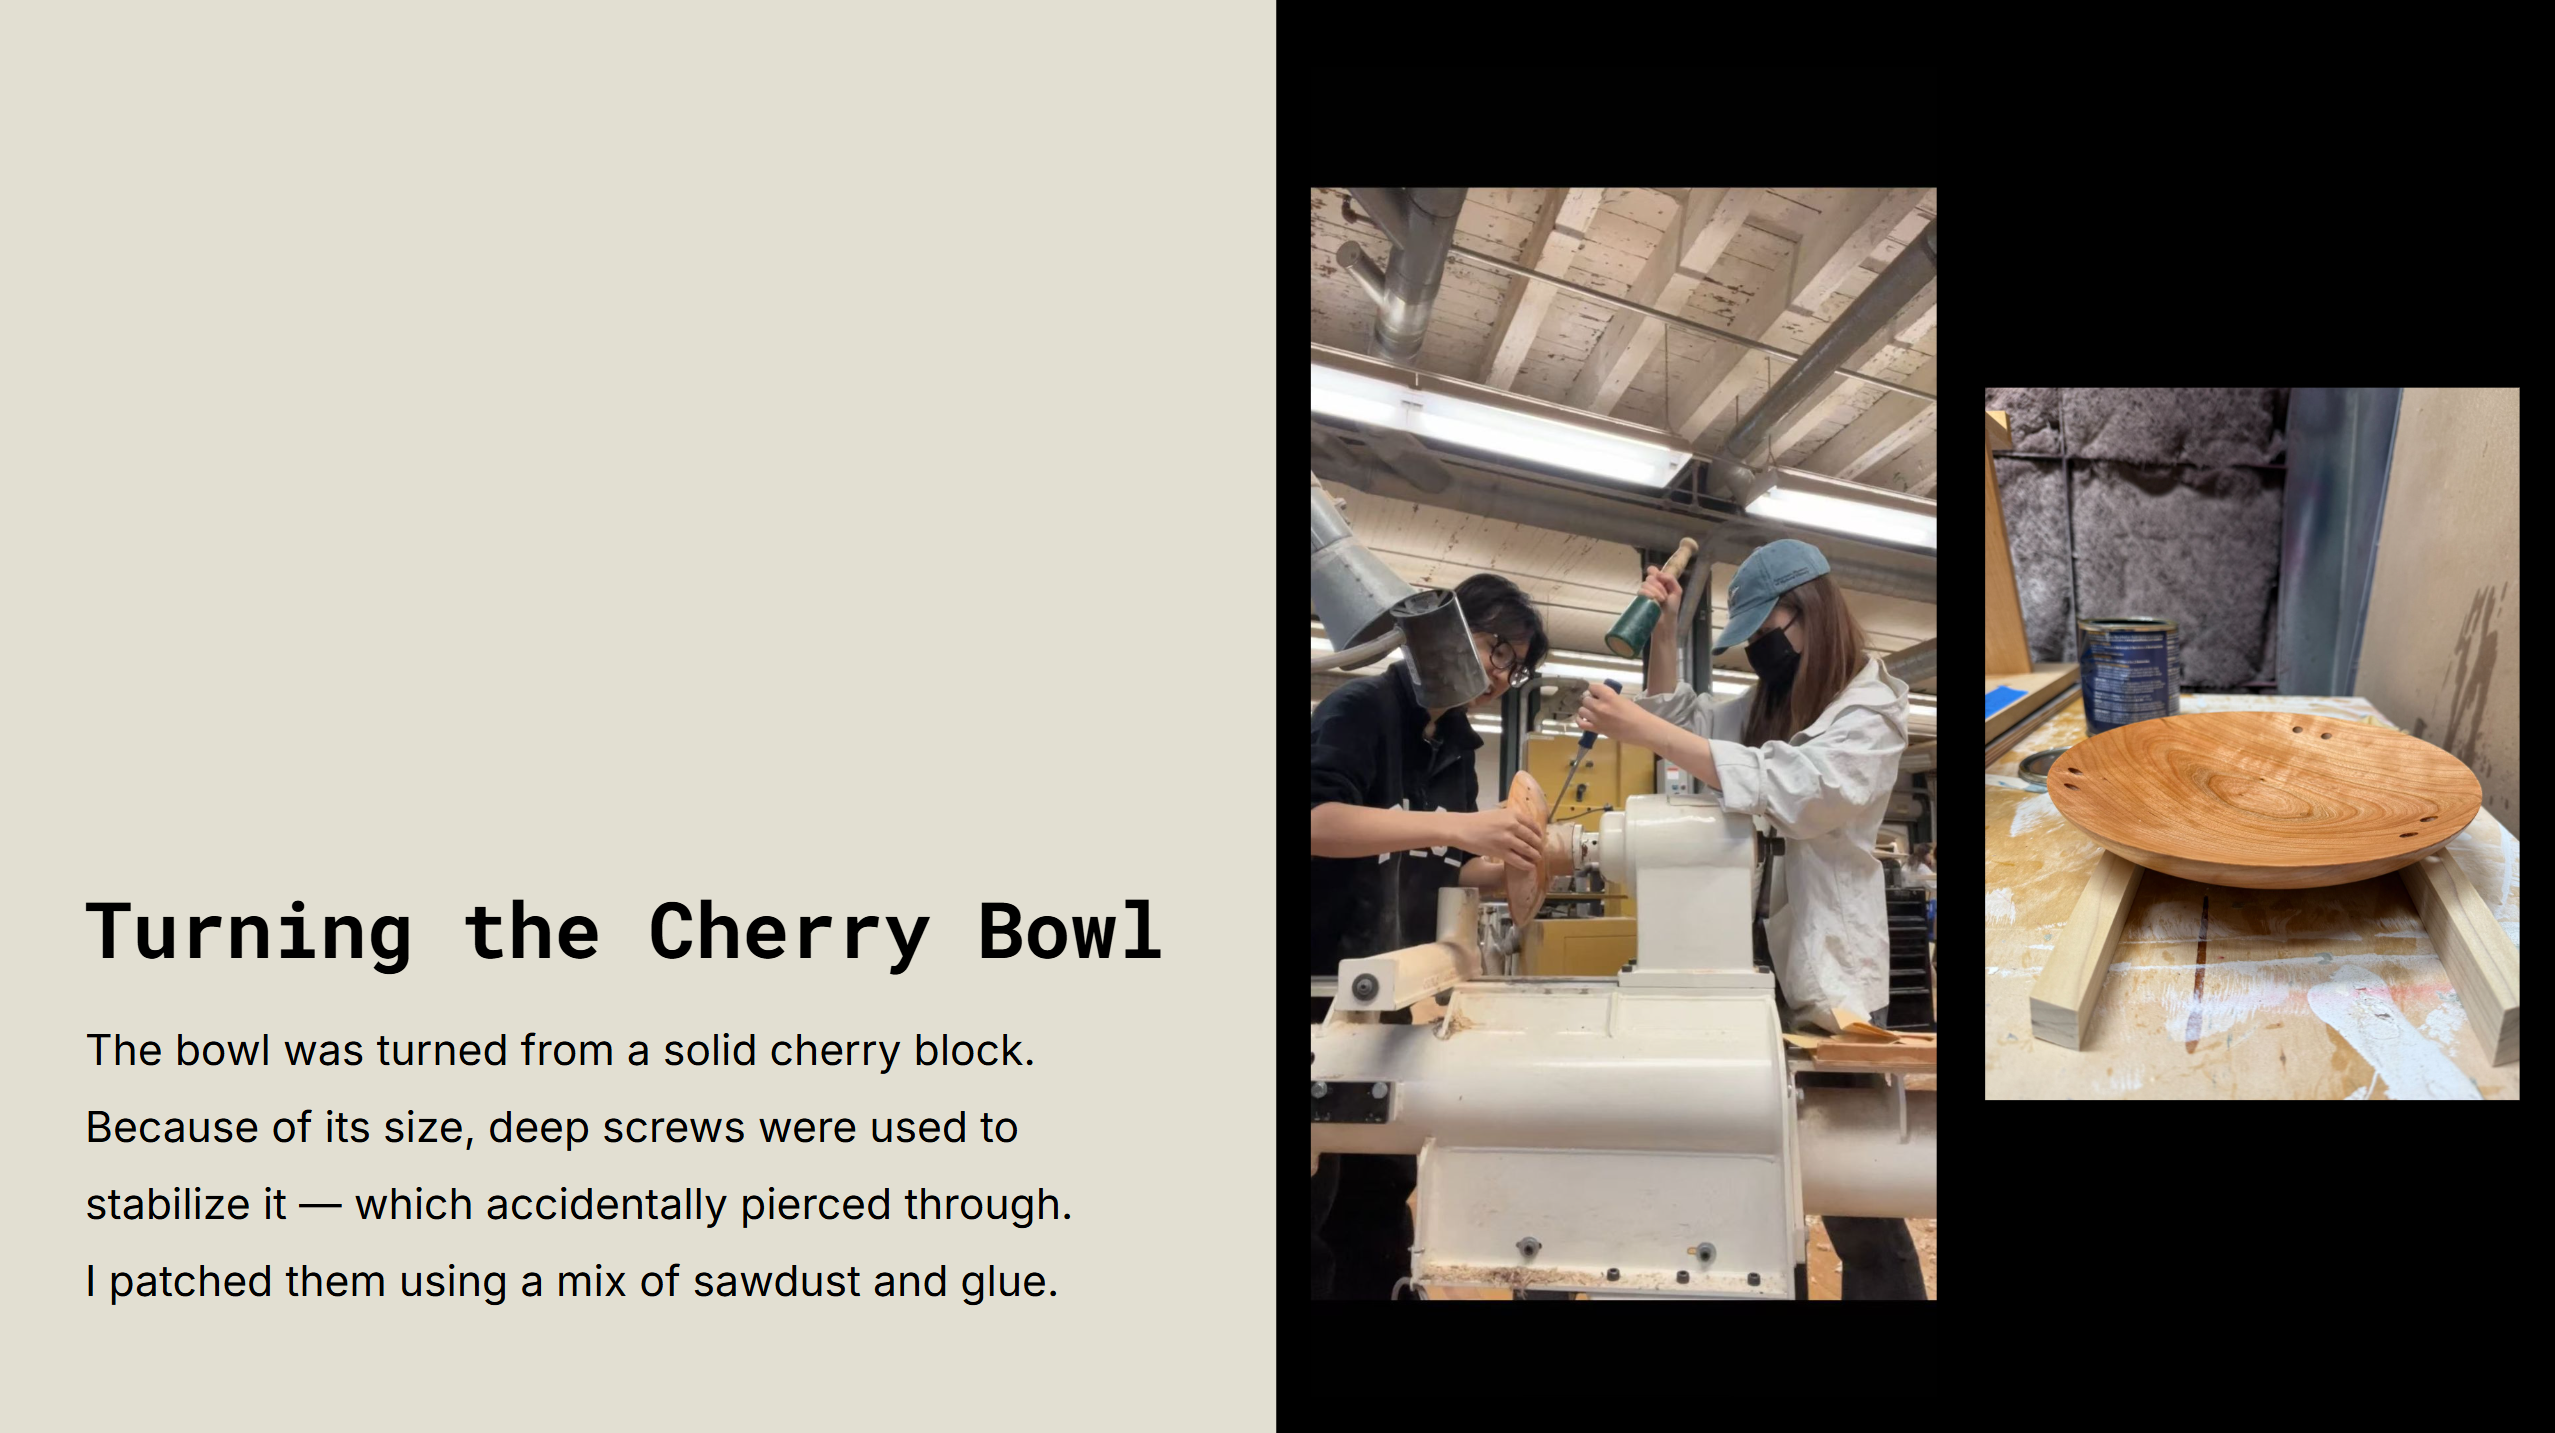 Turning the Cherry Bowl
The bowl was turned from a solid cherry block.
Because of its size, deep screws were used to
stabilize it — which accidentally pierced through.
I patched them using a mix of sawdust and glue.